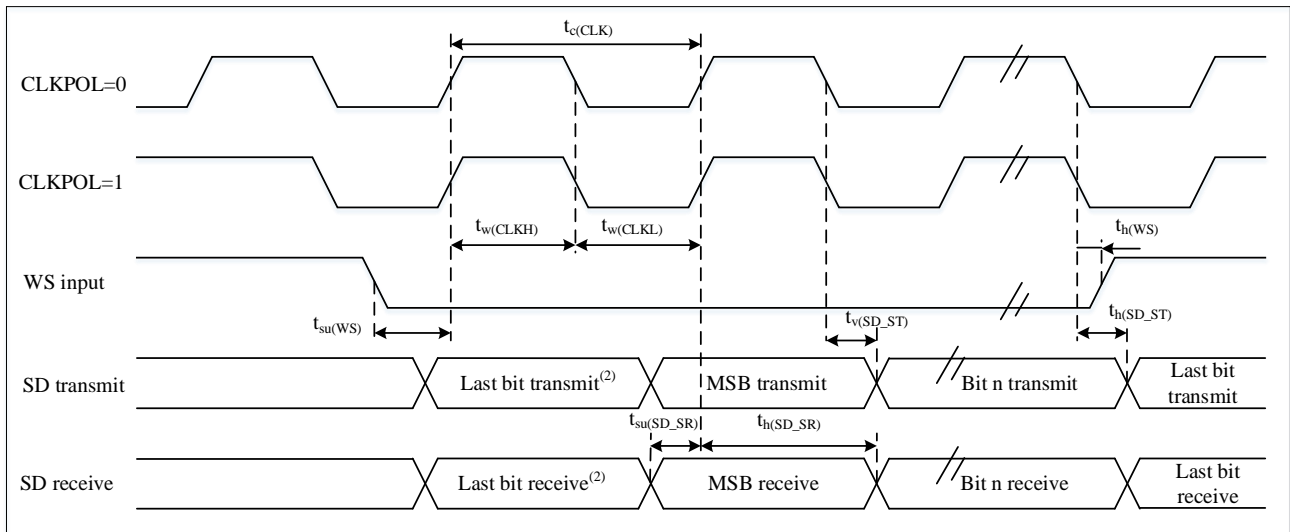 t_c(CLK)
CLKPOL=0
CLKPOL=1
t_w(CLKH)
t_w(CLKL)
t_h(WS)
WS input
t_su(WS)
t_v(SD_ST)
t_h(SD_ST)
SD transmit
Last bit transmit(2)
MSB transmit
Bit n transmit
Last bit
transmit
t_su(SD_SR)
t_h(SD_SR)
SD receive
Last bit receive(2)
MSB receive
Bit n receive
Last bit
receive